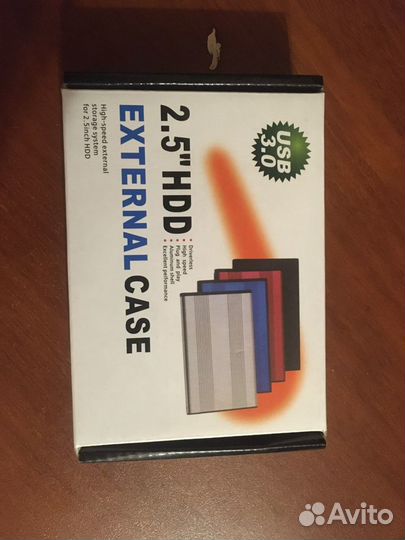 USB
3.0
2.5" HDD
EXTERNAL CASE
Driverless
High speed
Plug and play
Aluminum shell
Excellent performance
High-speed external
storage system
for 2.5inch HDD
Avito